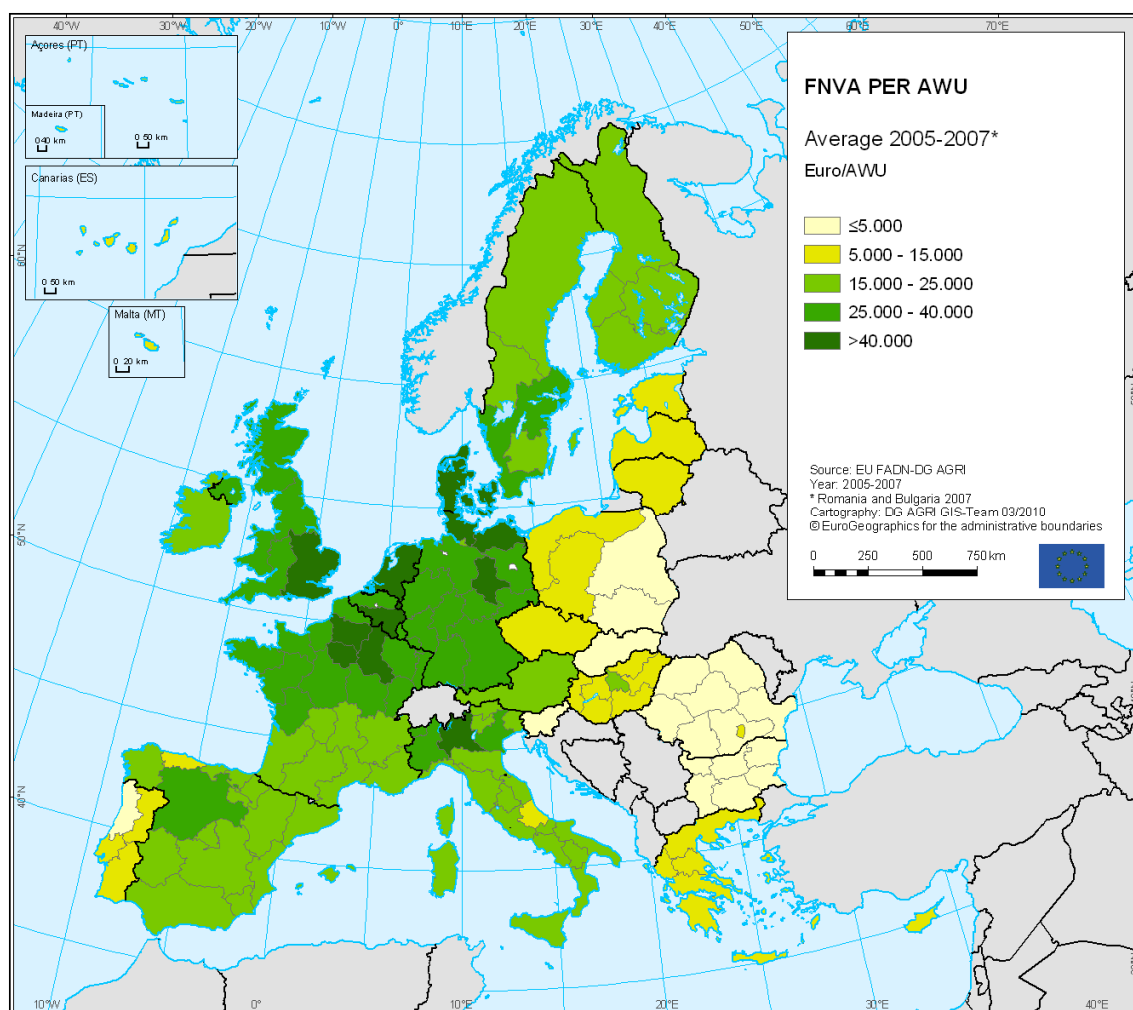 40°W 30°W 20°W 10°W 0° 10°E 20°E 30°E 40°E 50°E 60°E 70°E
Açores (PT)
Madeira (PT)
0 40 km
0 50 km
Canarias (ES)
0 50 km
Malta (MT)
0 20 km
60°N
50°N
40°N
FNVA PER AWU
Average 2005-2007*
Euro/AWU
≤5.000
5.000 - 15.000
15.000 - 25.000
25.000 - 40.000
>40.000
Source: EU FADN-DG AGRI
Year: 2005-2007
* Romania and Bulgaria 2007
Cartography: DG AGRI GIS-Team 03/2010
© EuroGeographics for the administrative boundaries
0 250 500 750 km
10°W 0° 10°E 20°E 30°E 40°E